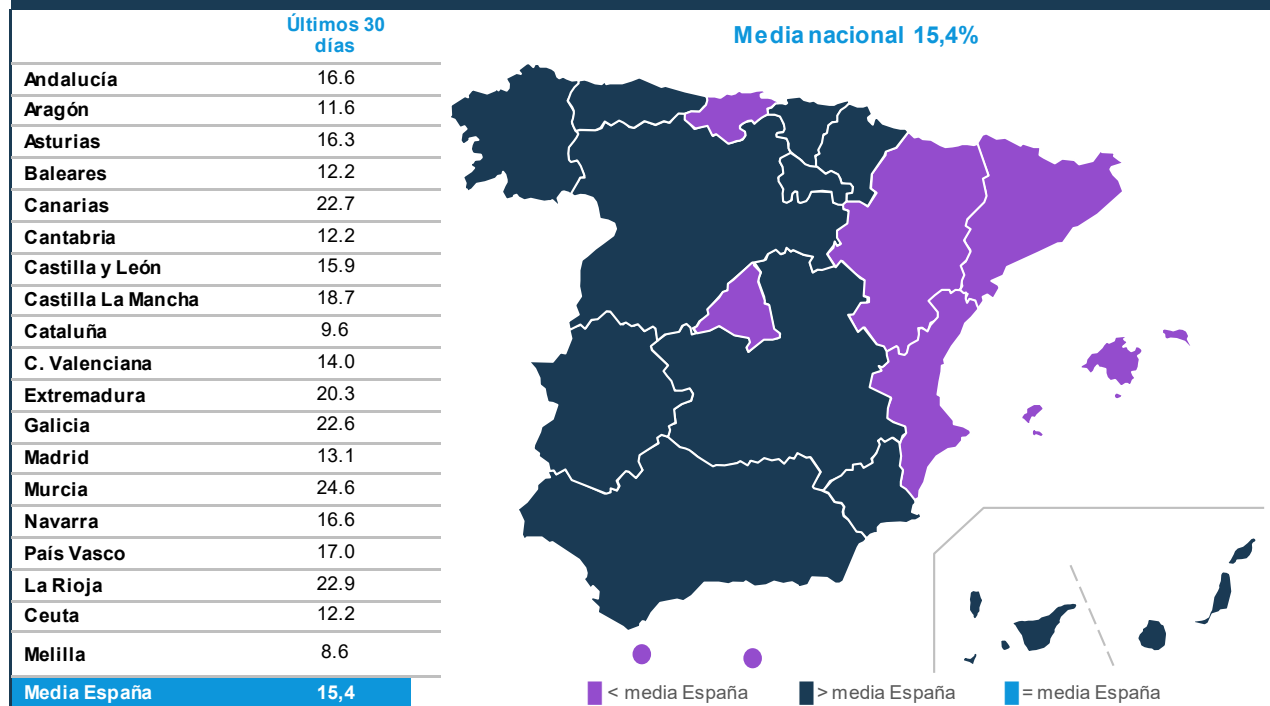 Últimos 30
días
Media nacional 15,4%
Andalucía 16.6
Aragón 11.6
Asturias 16.3
Baleares 12.2
Canarias 22.7
Cantabria 12.2
Castilla y León 15.9
Castilla La Mancha 18.7
Cataluña 9.6
C. Valenciana 14.0
Extremadura 20.3
Galicia 22.6
Madrid 13.1
Murcia 24.6
Navarra 16.6
País Vasco 17.0
La Rioja 22.9
Ceuta 12.2
Melilla 8.6
Media España 15,4
< media España > media España = media España